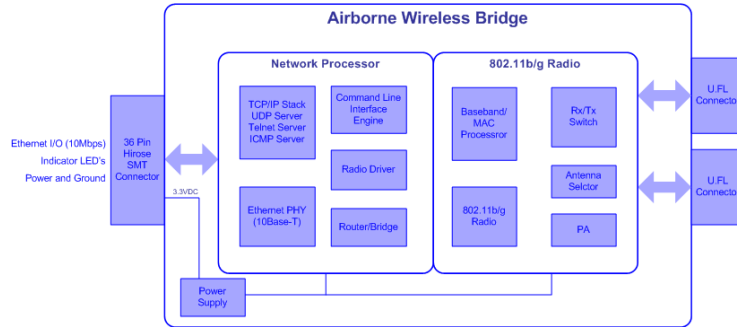 Airborne Wireless Bridge
Network Processor
802.11b/g Radio
TCP/IP Stack
UDP Server
Telnet Server
ICMP Server
Command Line
Interface
Engine
Baseband/
MAC
Processror
Rx/Tx
Switch
U.FL
Connector
Ethernet I/O (10Mbps)
Indicator LED's
Power and Ground
36 Pin
Hirose
SMT
Connector
3.3VDC
Radio Driver
Antenna
Selctor
U.FL
Connector
Ethernet PHY
(10Base-T)
Router/Bridge
802.11b/g
Radio
PA
Power
Supply